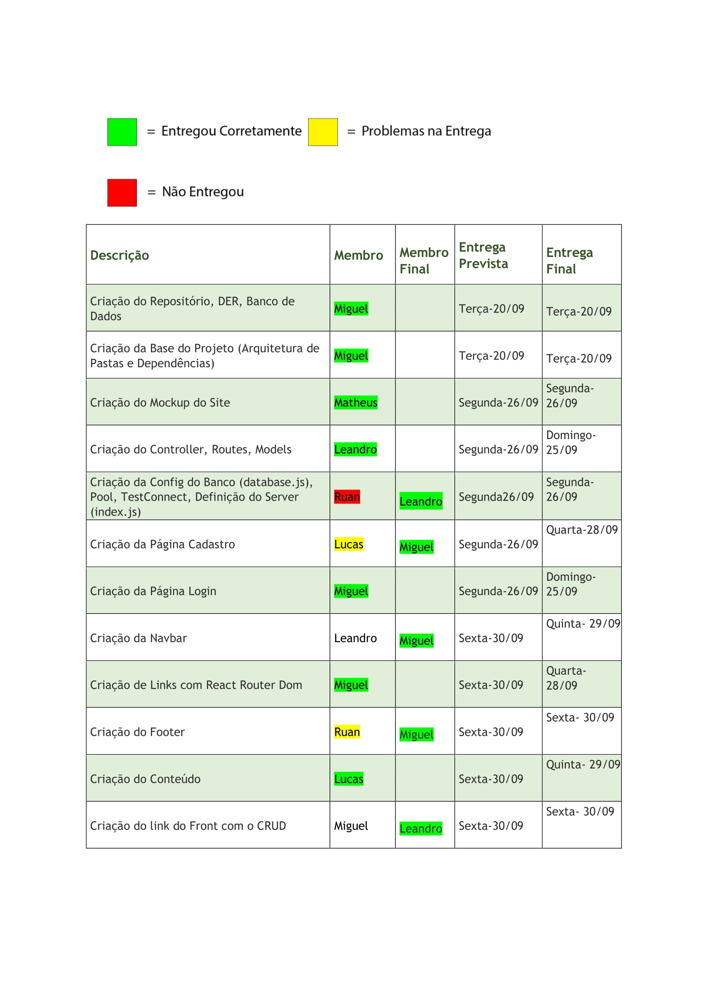 = Entregou Corretamente = Problemas na Entrega
= Não Entregou
Descrição
Membro
Membro
Final
Entrega
Prevista
Entrega
Final
Criação do Repositório, DER, Banco de
Dados
Miguel
Terça-20/09
Terça-20/09
Criação da Base do Projeto (Arquitetura de
Pastas e Dependências)
Miguel
Terça-20/09
Terça-20/09
Criação do Mockup do Site
Matheus
Segunda-26/09
Segunda-
26/09
Criação do Controller, Routes, Models
Leandro
Segunda-26/09
Domingo-
25/09
Criação da Config do Banco (database.js),
Pool, TestConnect, Definição do Server
(index.js)
Ruan
Leandro
Segunda26/09
Segunda-
26/09
Criação da Página Cadastro
Lucas
Miguel
Segunda-26/09
Quarta-28/09
Criação da Página Login
Miguel
Segunda-26/09
Domingo-
25/09
Criação da Navbar
Leandro
Miguel
Sexta-30/09
Quinta- 29/09
Criação de Links com React Router Dom
Miguel
Sexta-30/09
Quarta-
28/09
Criação do Footer
Ruan
Miguel
Sexta-30/09
Sexta- 30/09
Criação do Conteúdo
Lucas
Sexta-30/09
Quinta- 29/09
Criação do link do Front com o CRUD
Miguel
Leandro
Sexta-30/09
Sexta- 30/09